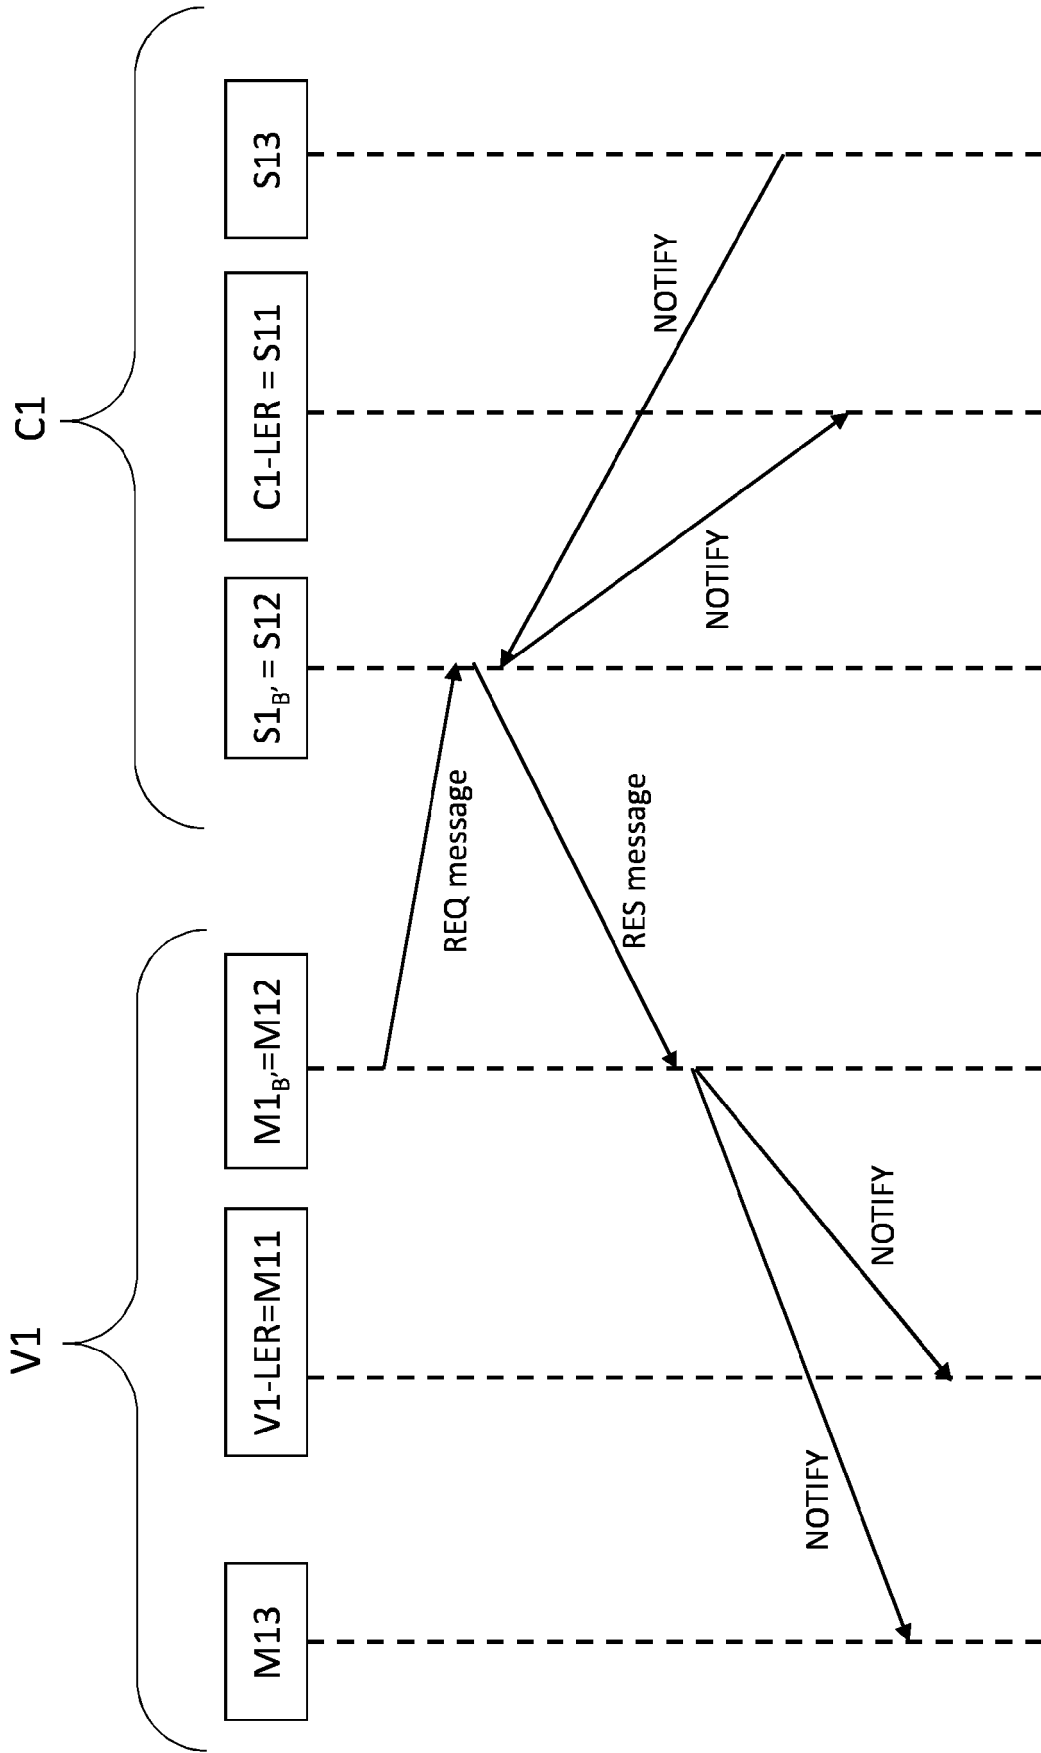 V1
C1
M13
V1-LER=M11
M1B'=M12
S1B'= S12
C1-LER = S11
S13
REQ message
RES message
NOTIFY
NOTIFY
NOTIFY
NOTIFY